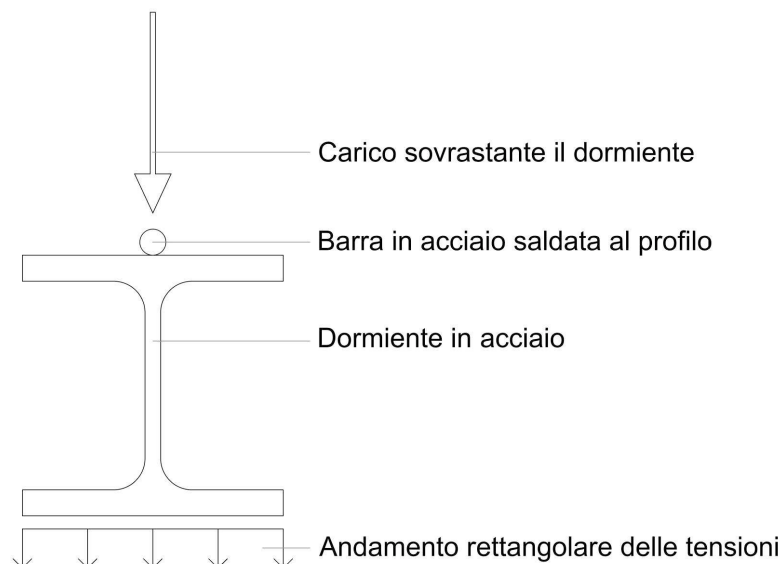 Carico sovrastante il dormiente
Barra in acciaio saldata al profilo
Dormiente in acciaio
Andamento rettangolare delle tensioni